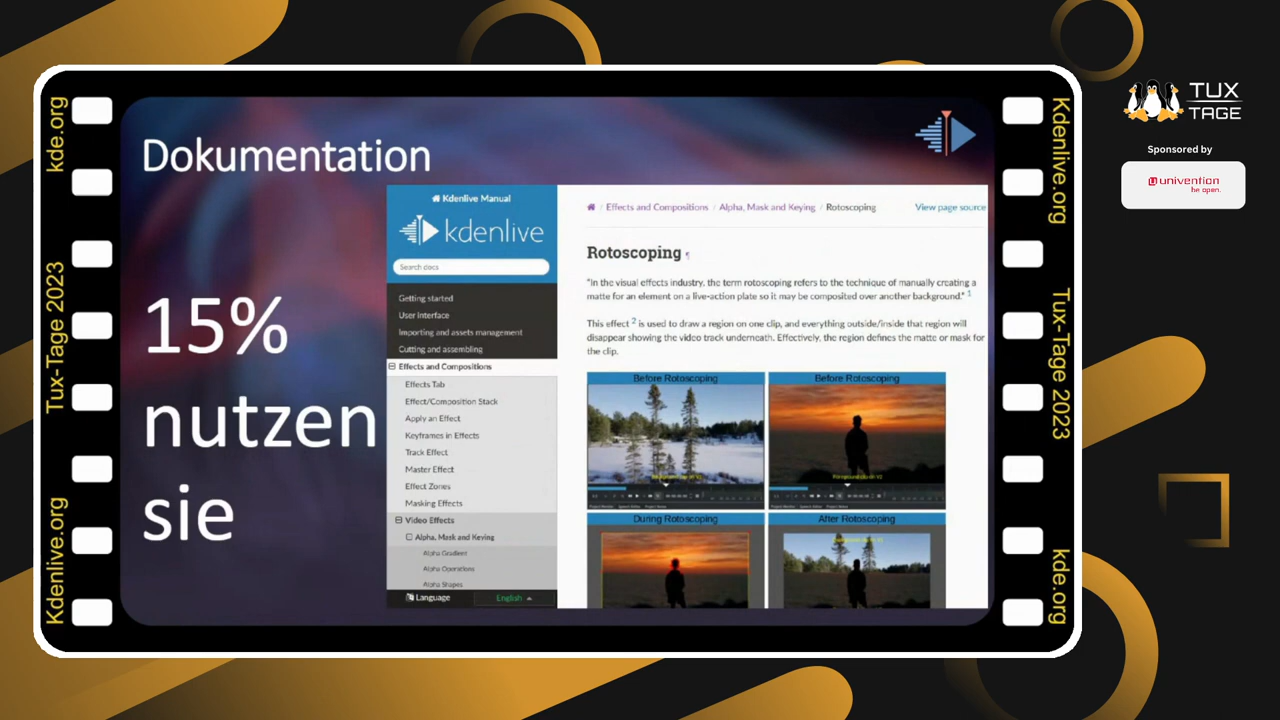 kde.org
Tux-Tage 2023
Kdenlive.org
Dokumentation
15%
nutzen
sie
Kdenlive Manual
kdenlive
Search docs
Getting started
User Interface
Importing and assets management
Cutting and assembling
Effects and Compositions
Effects Tab
Effect/Composition Stack
Apply an Effect
Keyframes in Effects
Track Effect
Master Effect
Effect Zones
Masking Effects
Video Effects
Alpha, Mask and Keying
Alpha Gradient
Alpha Operations
Alpha Shapes
Language English
/ Effects and Compositions / Alpha, Mask and Keying / Rotoscoping View page source
Rotoscoping ¶
"In the visual effects industry, the term rotoscoping refers to the technique of manually creating a
matte for an element on a live-action plate so it may be composited over another background." 1
This effect 2 is used to draw a region on one clip, and everything outside/inside that region will
disappear showing the video track underneath. Effectively, the region defines the matte or mask for
the clip.
Before Rotoscoping Before Rotoscoping
During Rotoscoping After Rotoscoping
Kdenlive.org
Tux-Tage 2023
kde.org
TUX
TAGE
Sponsored by
univention
be open.